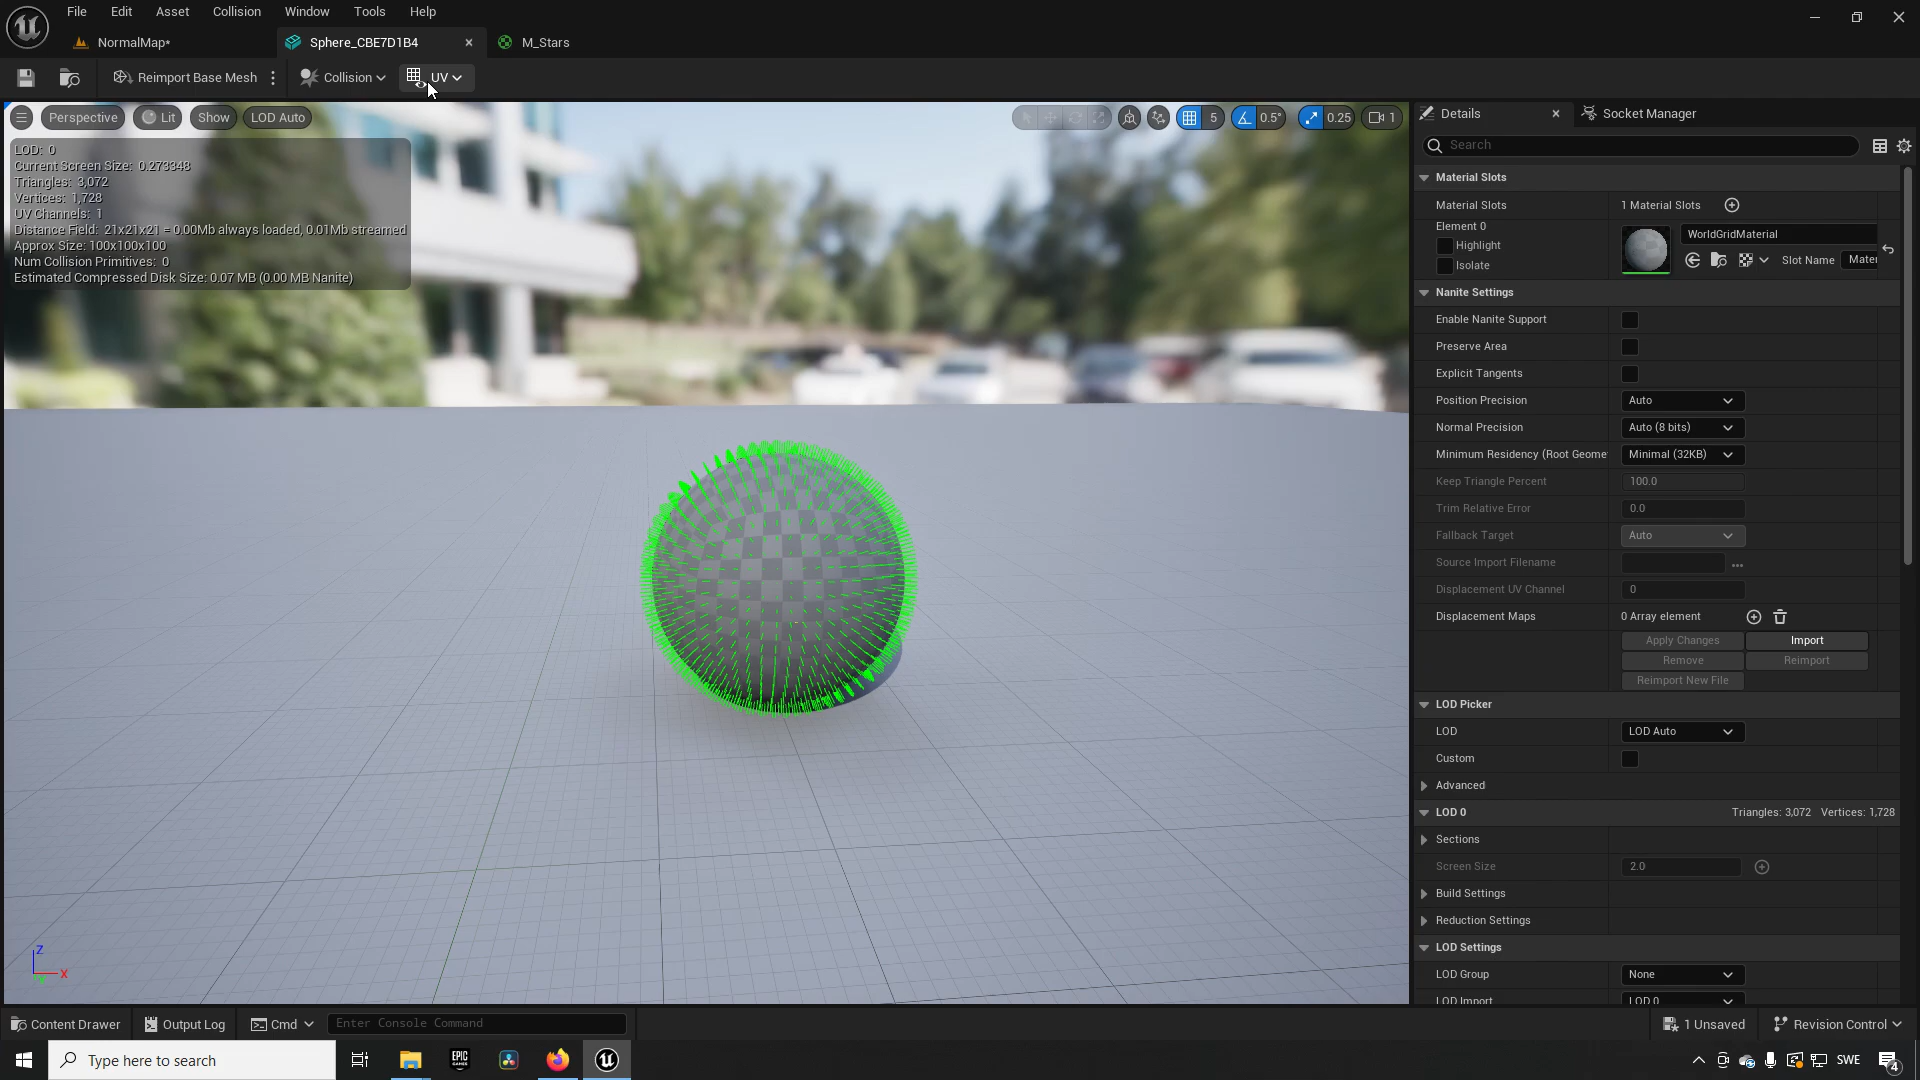 File Edit Asset Collision Window Tools Help
NormalMap* Sphere_CBE7D1B4 M_Stars
Reimport Base Mesh Collision UV
Perspective Lit Show LOD Auto 5 0.5° 0.25 1
LOD: 0
Current Screen Size: 0.273348
Triangles: 3,072
Vertices: 1,728
UV Channels: 1
Distance Field: 21x21x21 = 0.00Mb always loaded, 0.01Mb streamed
Approx Size: 100x100x100
Num Collision Primitives: 0
Estimated Compressed Disk Size: 0.07 MB (0.00 MB Nanite)
Z
X
Details Socket Manager
Search
Material Slots
Material Slots 1 Material Slots
Element 0
Highlight
Isolate
WorldGridMaterial
Slot Name Mater
Nanite Settings
Enable Nanite Support
Preserve Area
Explicit Tangents
Position Precision Auto
Normal Precision Auto (8 bits)
Minimum Residency (Root Geome Minimal (32KB)
Keep Triangle Percent 100.0
Trim Relative Error 0.0
Fallback Target Auto
Source Import Filename
Displacement UV Channel 0
Displacement Maps 0 Array element
Apply Changes Import
Remove Reimport
Reimport New File
LOD Picker
LOD LOD Auto
Custom
Advanced
LOD 0 Triangles: 3,072 Vertices: 1,728
Sections
Screen Size 2.0
Build Settings
Reduction Settings
LOD Settings
LOD Group None
LOD Import LOD 0
Content Drawer Output Log Cmd Enter Console Command 1 Unsaved Revision Control
Type here to search EPIC GAMES SWE 4